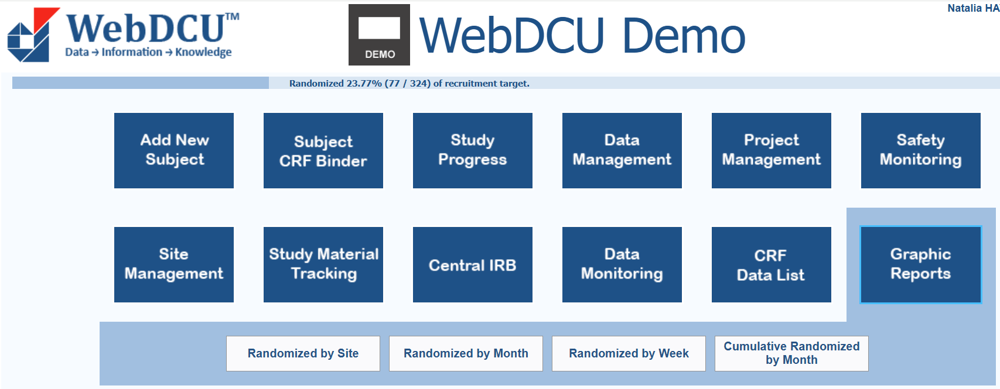 Natalia HA
WebDCU™
Data → Information → Knowledge
DEMO
WebDCU Demo
Randomized 23.77% (77 / 324) of recruitment target.
Add New
Subject
Subject
CRF Binder
Study
Progress
Data
Management
Project
Management
Safety
Monitoring
Site
Management
Study Material
Tracking
Central IRB
Data
Monitoring
CRF
Data List
Graphic
Reports
Randomized by Site
Randomized by Month
Randomized by Week
Cumulative Randomized
by Month